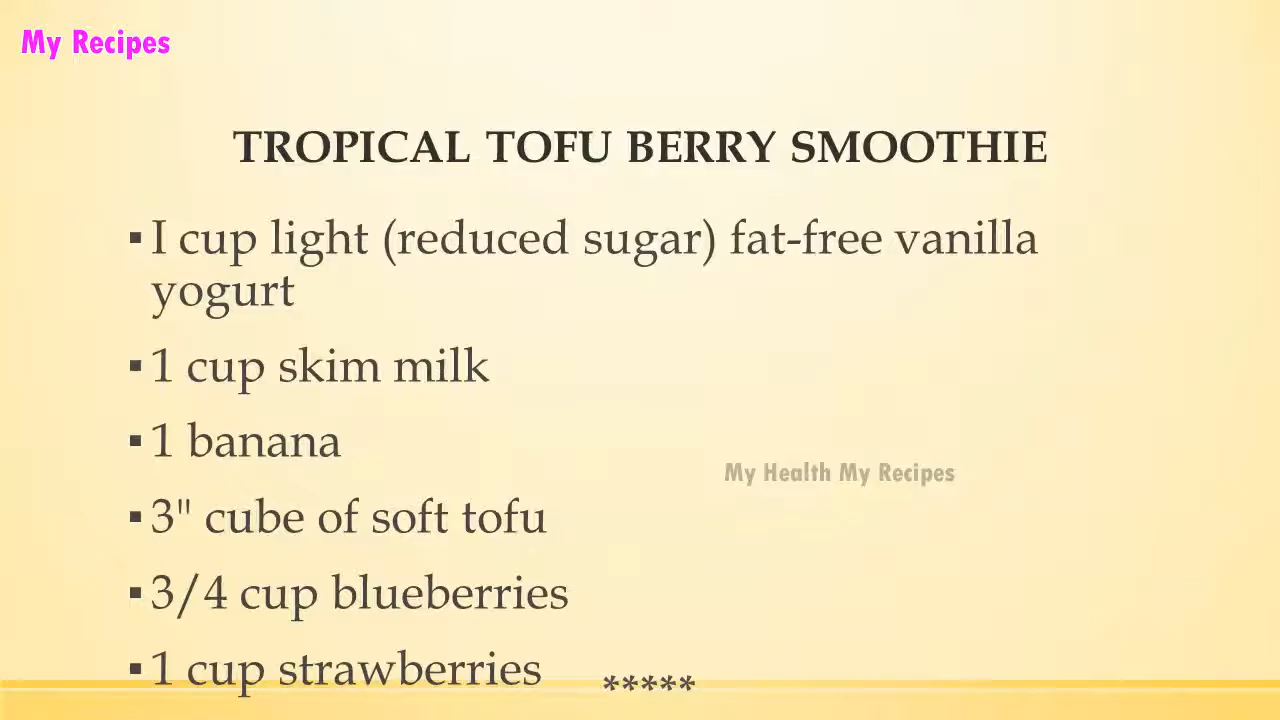 My Recipes
TROPICAL TOFU BERRY SMOOTHIE
▪I cup light (reduced sugar) fat-free vanilla
yogurt
▪1 cup skim milk
▪1 banana
My Health My Recipes
▪3" cube of soft tofu
▪3/4 cup blueberries
▪1 cup strawberries
*****